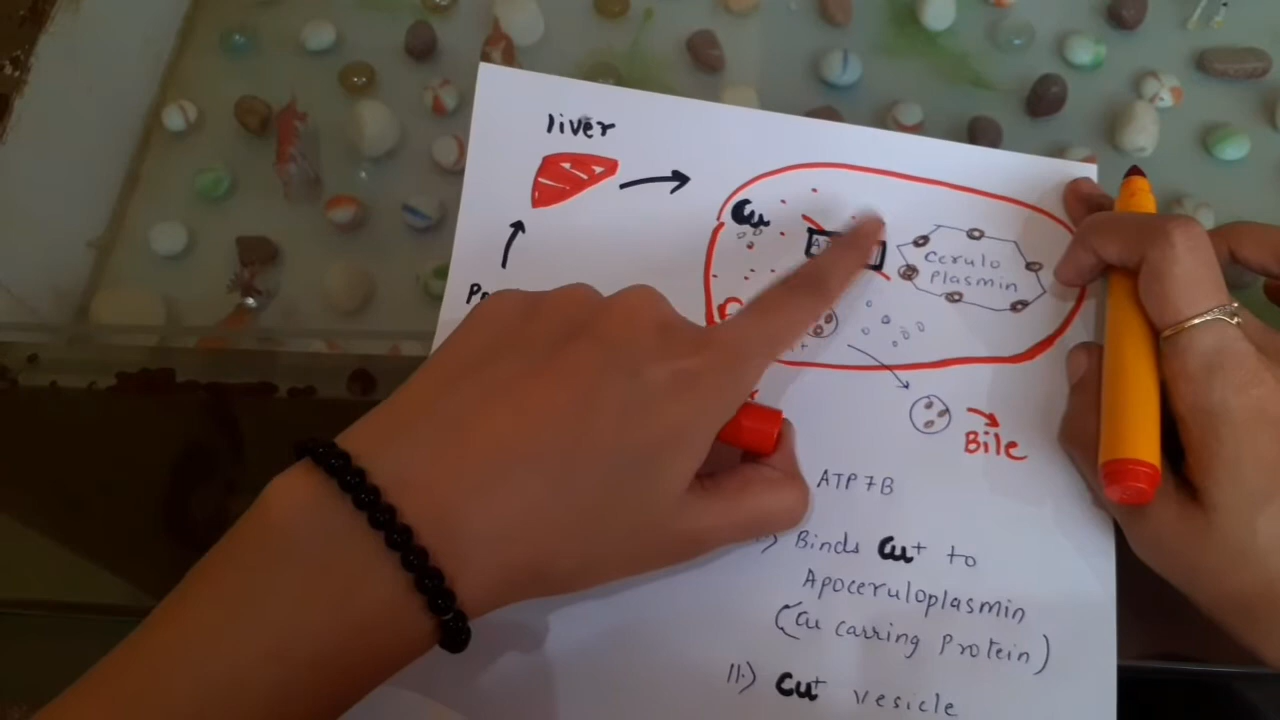 liver
Cu
Cerulo
Plasmin
Bile
ATP7B
Binds Cu+ to
Apoceruloplasmin
(Cu carring Protein)
II.) Cu+ vesicle